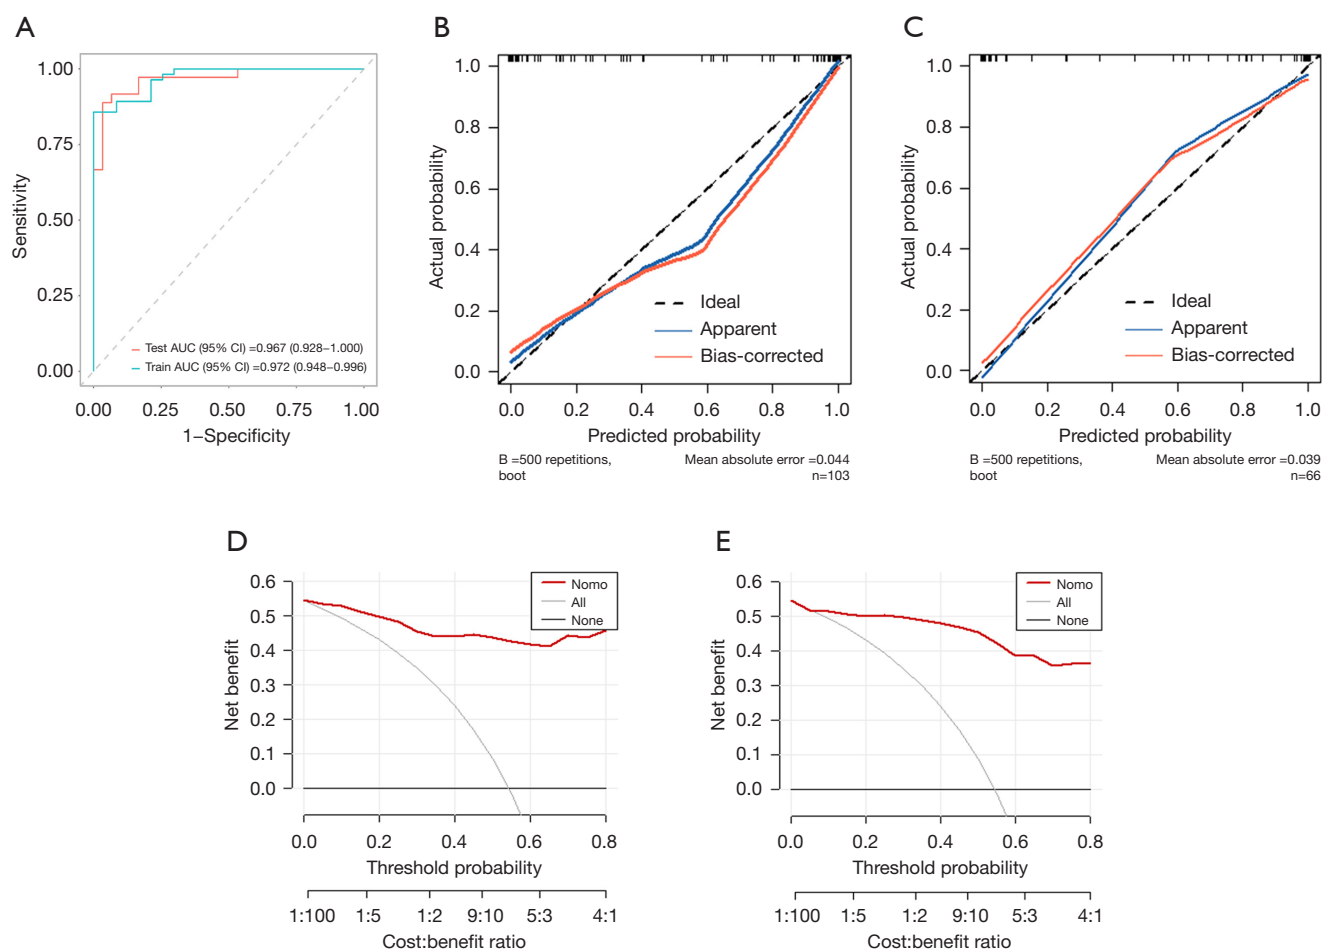 A
1.00
0.75
0.50
0.25
0.00
Sensitivity
Test AUC (95% CI) =0.967 (0.928–1.000)
Train AUC (95% CI) =0.972 (0.948–0.996)
0.00 0.25 0.50 0.75 1.00
1–Specificity
B
1.0
0.8
0.6
0.4
0.2
0.0
Actual probability
Ideal
Apparent
Bias-corrected
0.0 0.2 0.4 0.6 0.8 1.0
Predicted probability
B =500 repetitions, Mean absolute error =0.044
boot n=103
C
1.0
0.8
0.6
0.4
0.2
0.0
Actual probability
Ideal
Apparent
Bias-corrected
0.0 0.2 0.4 0.6 0.8 1.0
Predicted probability
B =500 repetitions, Mean absolute error =0.039
boot n=66
D
0.6
0.5
0.4
0.3
0.2
0.1
0.0
Net benefit
Nomo
All
None
0.0 0.2 0.4 0.6 0.8
Threshold probability
1:100 1:5 1:2 9:10 5:3 4:1
Cost:benefit ratio
E
0.6
0.5
0.4
0.3
0.2
0.1
0.0
Net benefit
Nomo
All
None
0.0 0.2 0.4 0.6 0.8
Threshold probability
1:100 1:5 1:2 9:10 5:3 4:1
Cost:benefit ratio